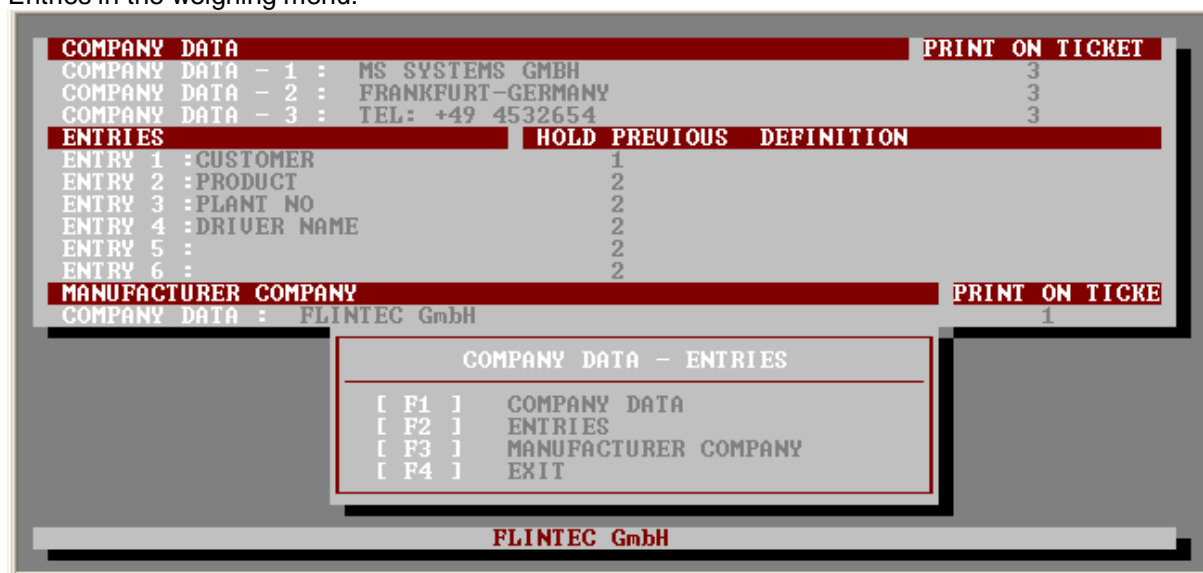 Entries in the weighing menu.
COMPANY DATA PRINT ON TICKET
COMPANY DATA - 1 : MS SYSTEMS GMBH 3
COMPANY DATA - 2 : FRANKFURT-GERMANY 3
COMPANY DATA - 3 : TEL: +49 4532654 3
ENTRIES HOLD PREVIOUS DEFINITION
ENTRY 1 :CUSTOMER 1
ENTRY 2 :PRODUCT 2
ENTRY 3 :PLANT NO 2
ENTRY 4 :DRIVER NAME 2
ENTRY 5 : 2
ENTRY 6 : 2
MANUFACTURER COMPANY PRINT ON TICKE
COMPANY DATA : FLINTEC GmbH 1
COMPANY DATA - ENTRIES
[ F1 ] COMPANY DATA
[ F2 ] ENTRIES
[ F3 ] MANUFACTURER COMPANY
[ F4 ] EXIT
FLINTEC GmbH